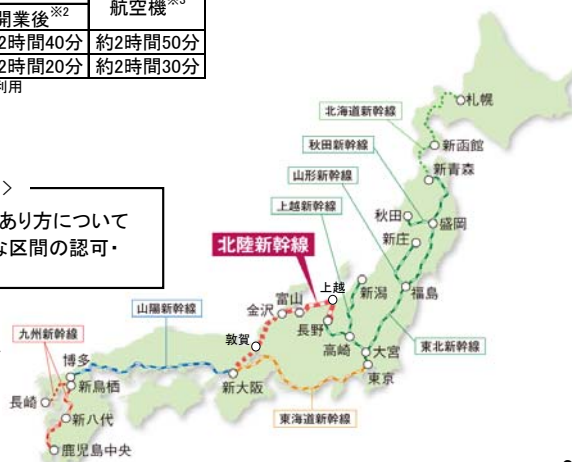 開業後※2
航空機※3
2時間40分 約2時間50分
2時間20分 約2時間30分
利用
>
あり方について
な区間の認可・
札幌
北海道新幹線
新函館
秋田新幹線
新青森
山形新幹線
上越新幹線
秋田
盛岡
新庄
北陸新幹線
上越
新潟
福島
富山
金沢
山陽新幹線
長野
九州新幹線
敦賀
高崎
大宮
東北新幹線
博多
新大阪
東京
新鳥栖
長崎
東海道新幹線
新八代
鹿児島中央